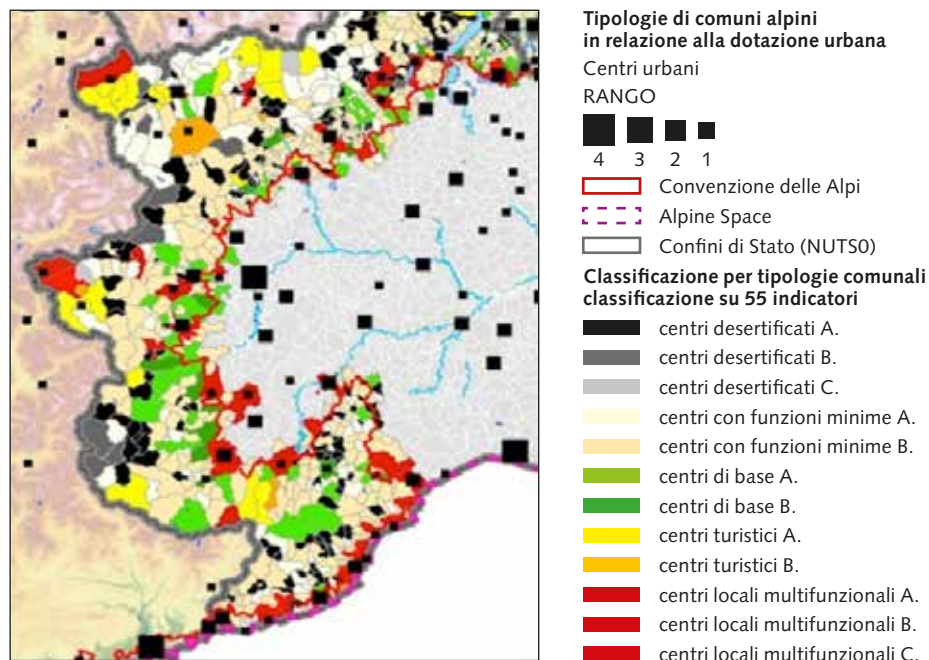 Tipologie di comuni alpini
in relazione alla dotazione urbana
Centri urbani
RANGO
4 3 2 1
Convenzione delle Alpi
Alpine Space
Confini di Stato (NUTS0)
Classificazione per tipologie comunali
classificazione su 55 indicatori
centri desertificati A.
centri desertificati B.
centri desertificati C.
centri con funzioni minime A.
centri con funzioni minime B.
centri di base A.
centri di base B.
centri turistici A.
centri turistici B.
centri locali multifunzionali A.
centri locali multifunzionali B.
centri locali multifunzionali C.